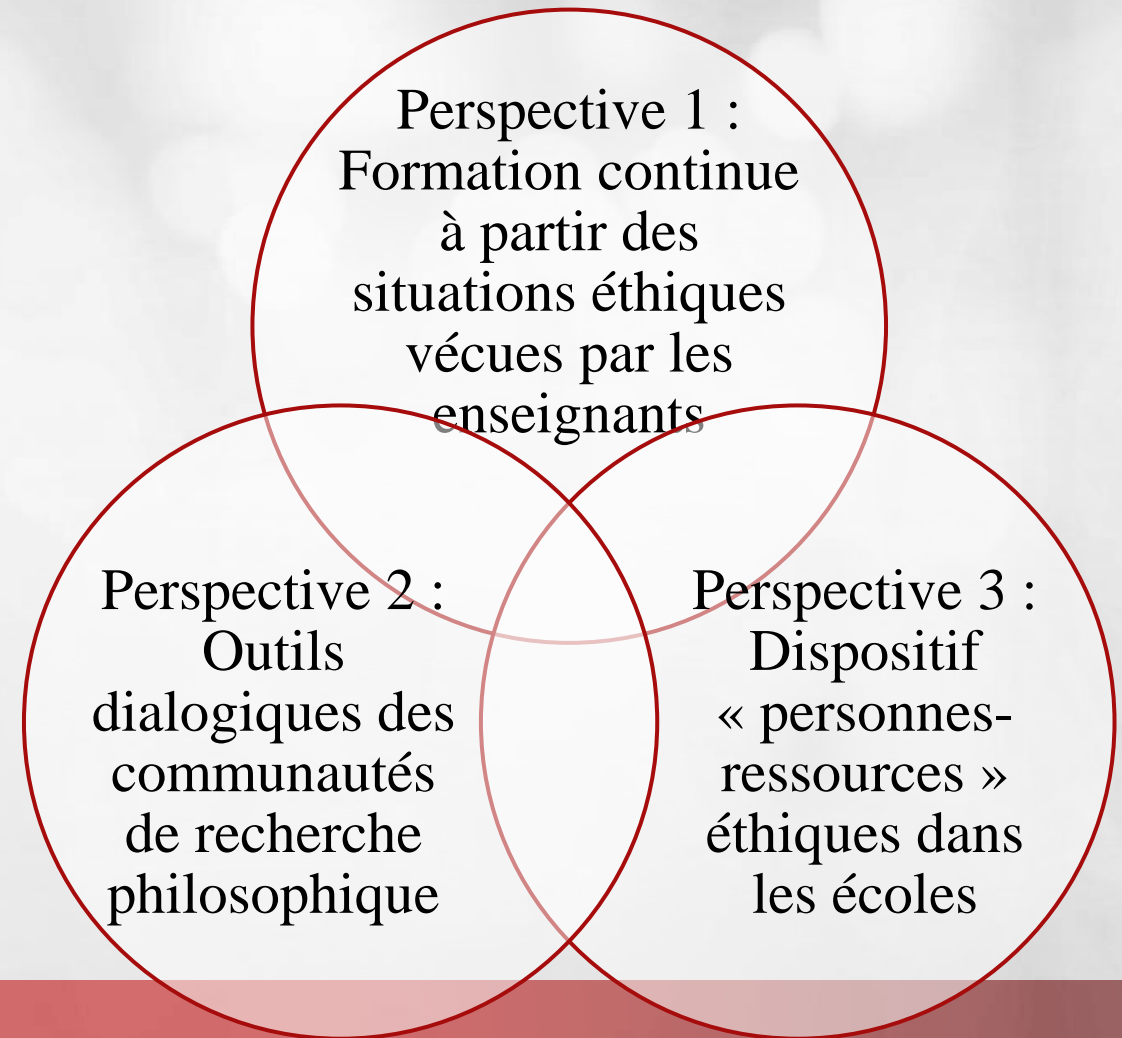 Perspective 1 :
Formation continue
à partir des
situations éthiques
vécues par les
enseignants
Perspective 2 :
Outils
dialogiques des
communautés
de recherche
philosophique
Perspective 3 :
Dispositif
« personnes-
ressources »
éthiques dans
les écoles